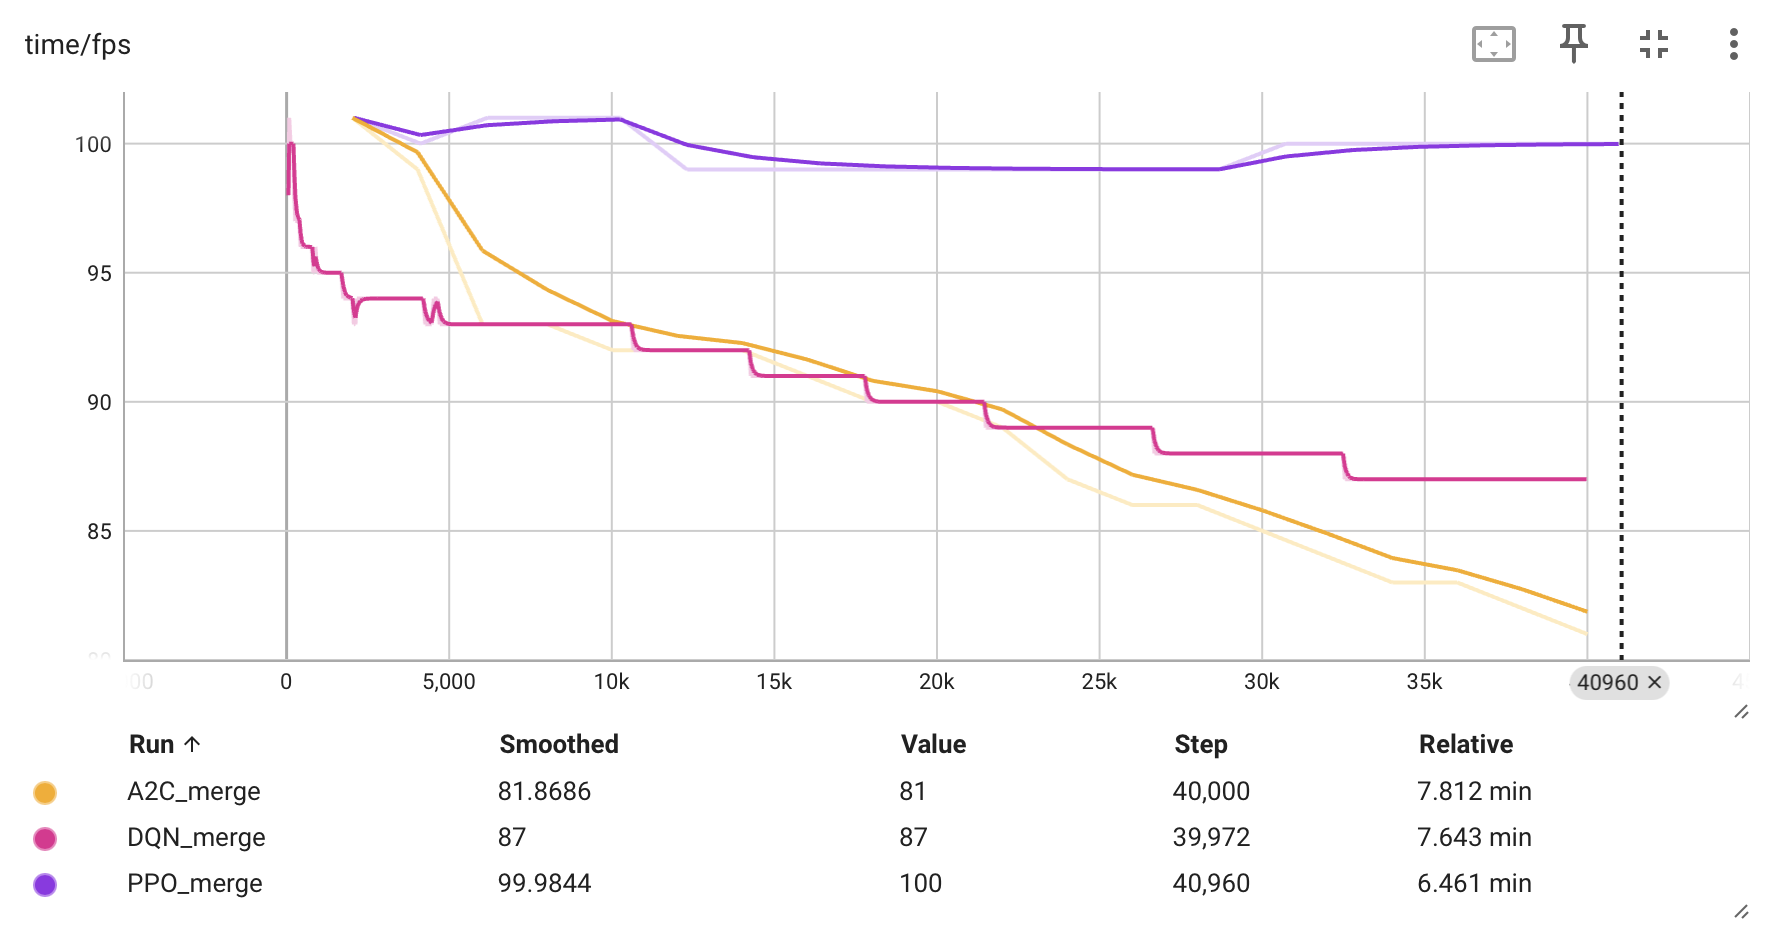 time/fps
100
95
90
85
0 5,000 10k 15k 20k 25k 30k 35k 40960 ×
Run ↑ Smoothed Value Step Relative
A2C_merge 81.8686 81 40,000 7.812 min
DQN_merge 87 87 39,972 7.643 min
PPO_merge 99.9844 100 40,960 6.461 min